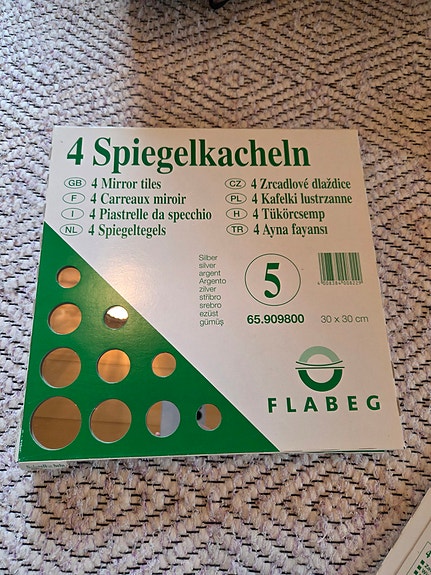 4 Spiegelkacheln
GB 4 Mirror tiles
F 4 Carreaux miroir
I 4 Piastrelle da specchio
NL 4 Spiegeltegels
CZ 4 Zrcadlové dlaždice
PL 4 Kafelki lustrzanne
H 4 Tükörcsemp
TR 4 Ayna fayansı
Silber
silver
argent
Argento
zilver
stříbro
srebro
ezüst
gümüş
5
65.909800
30 x 30 cm
FLABEG